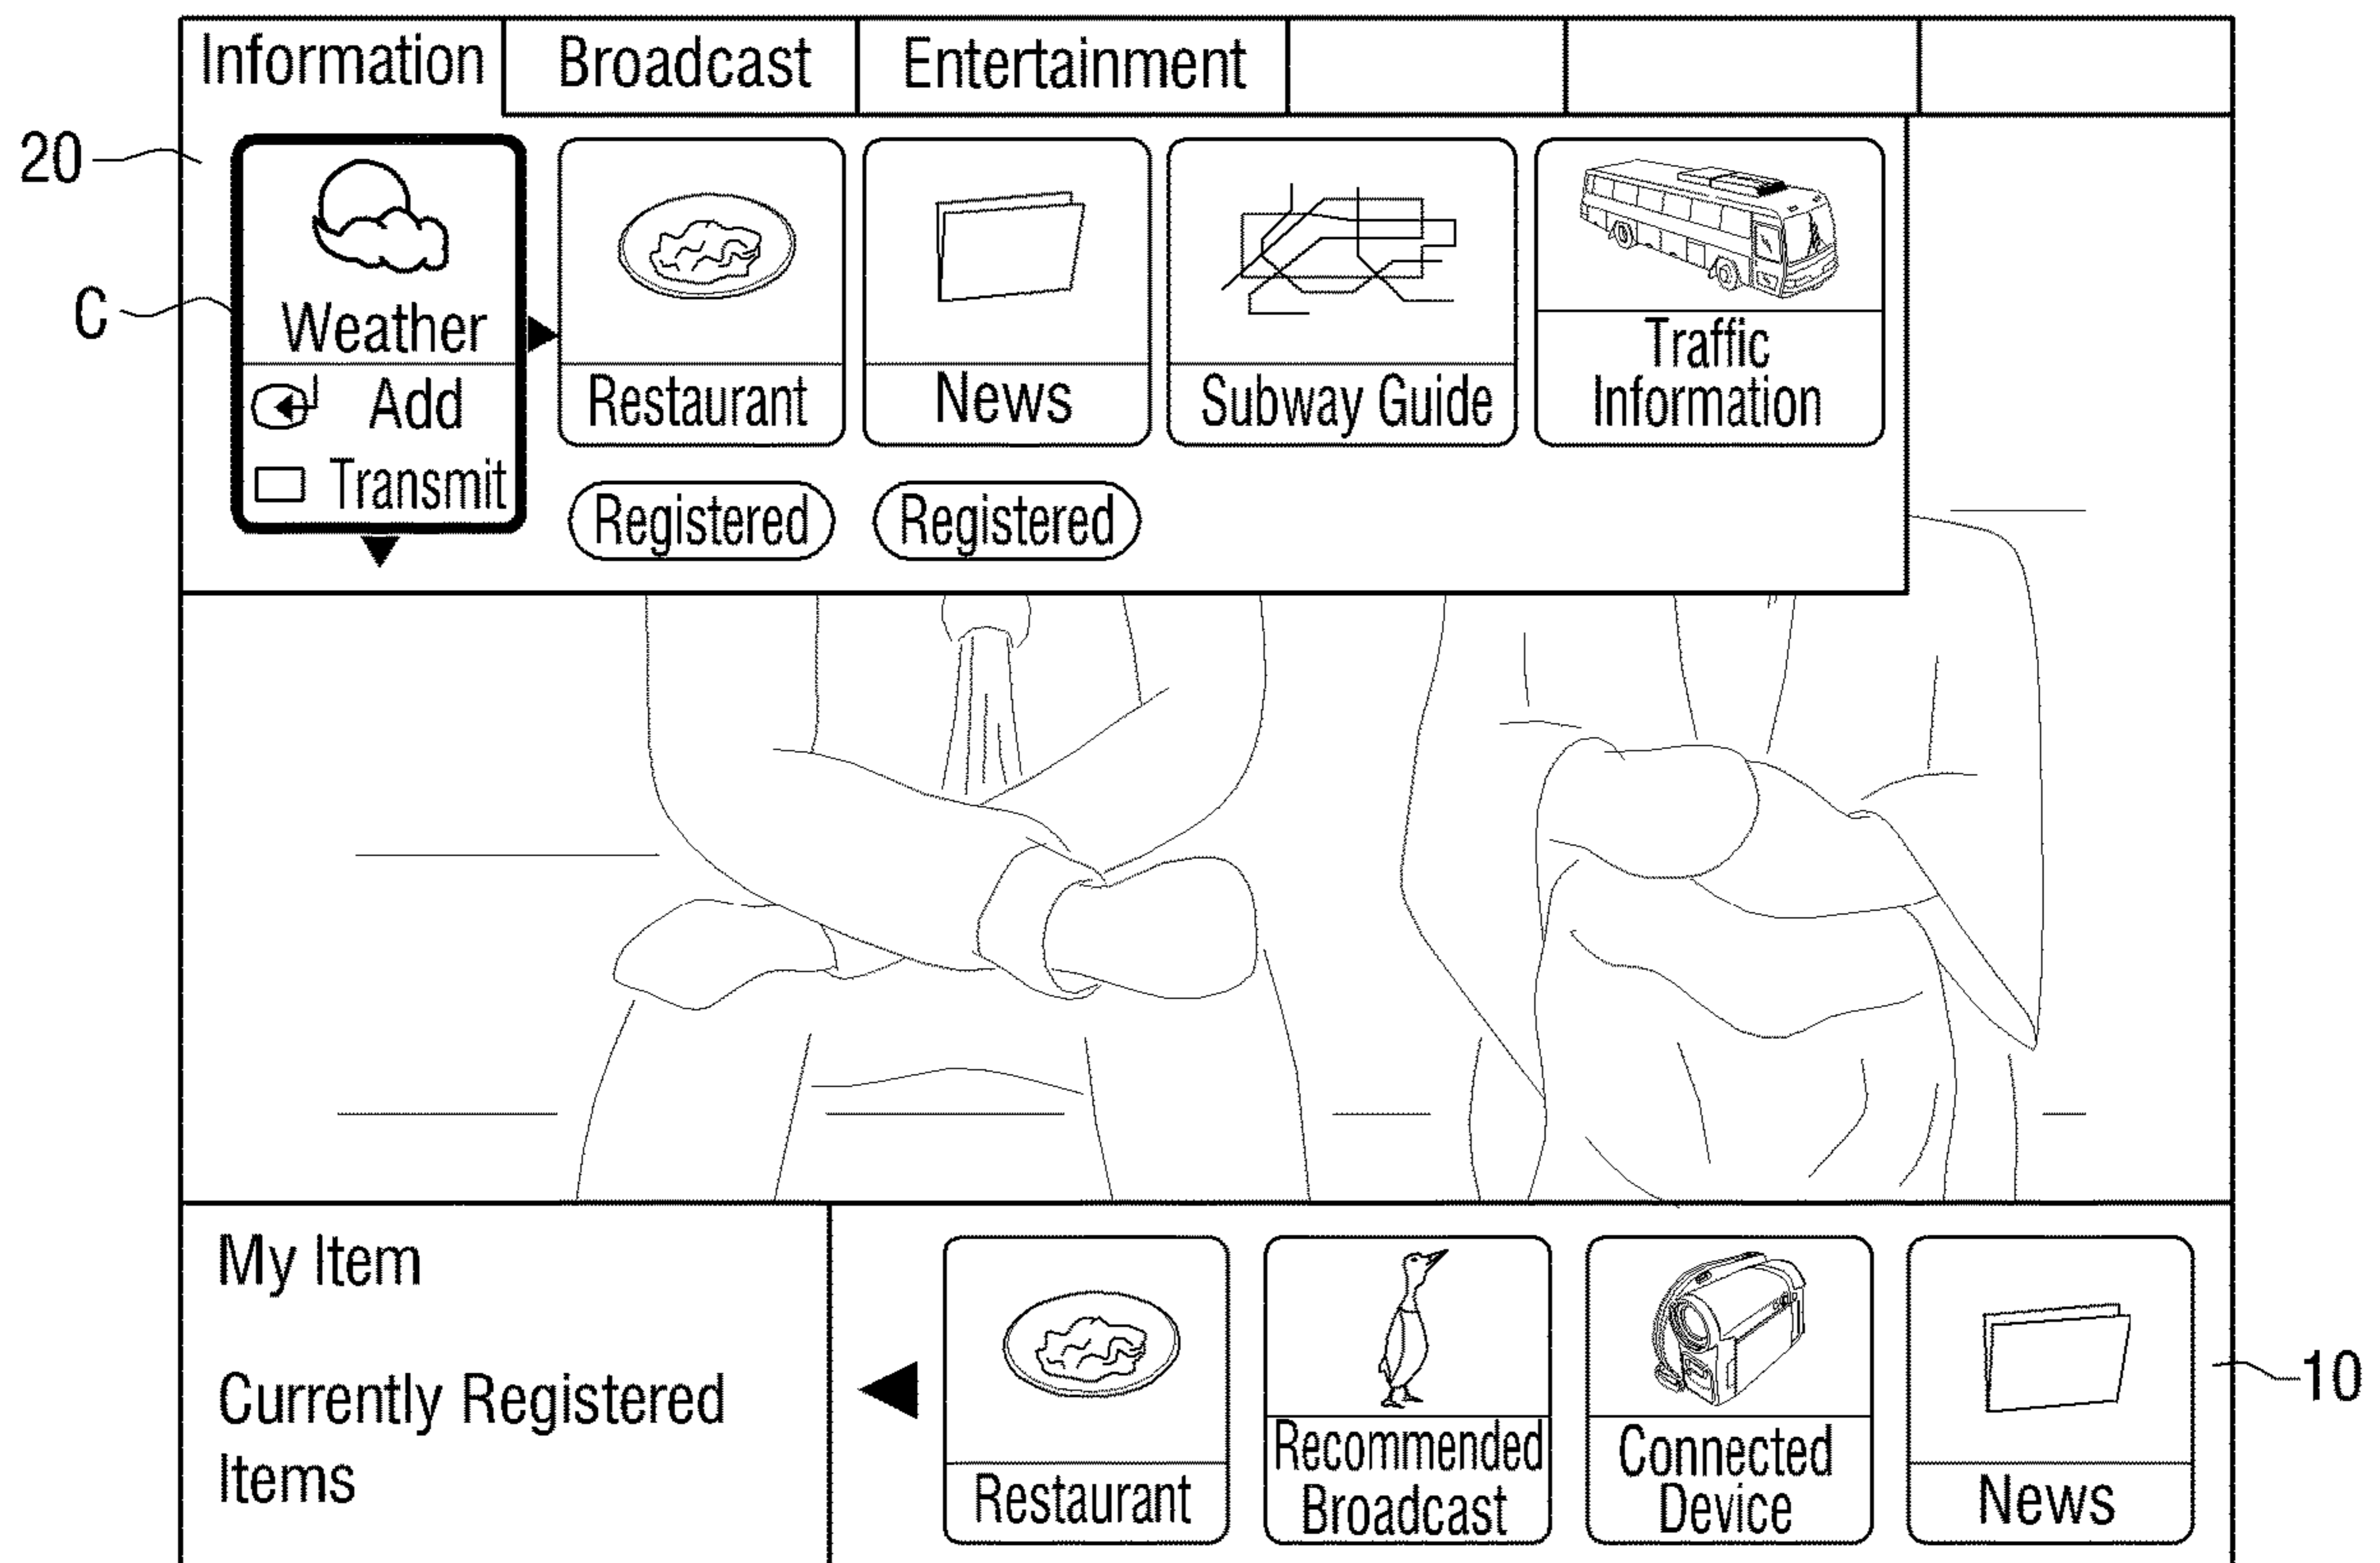 Information
Broadcast
Entertainment
20
C
Weather
Add
Transmit
Restaurant
News
Subway Guide
Traffic
Information
Registered
Registered
My Item
Currently Registered
Items
Restaurant
Recommended
Broadcast
Connected
Device
News
10